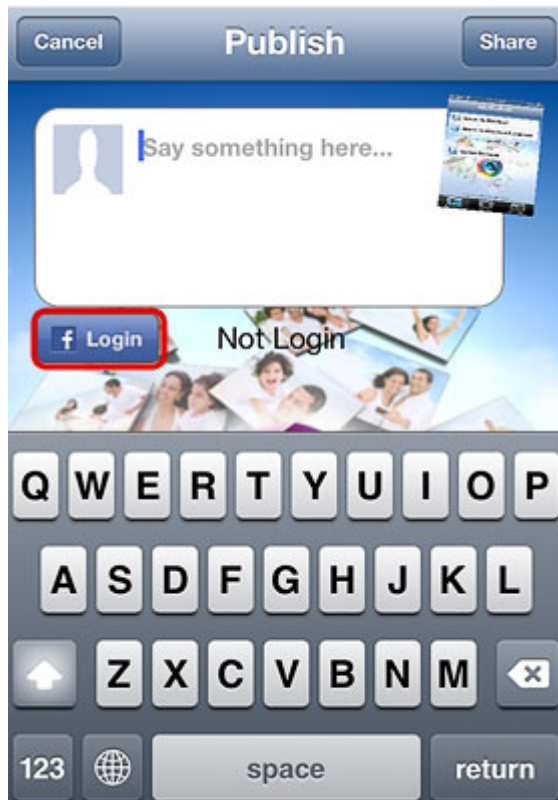 Cancel Publish Share
Say something here...
f Login Not Login
Q W E R T Y U I O P
A S D F G H J K L
Z X C V B N M
123 space return